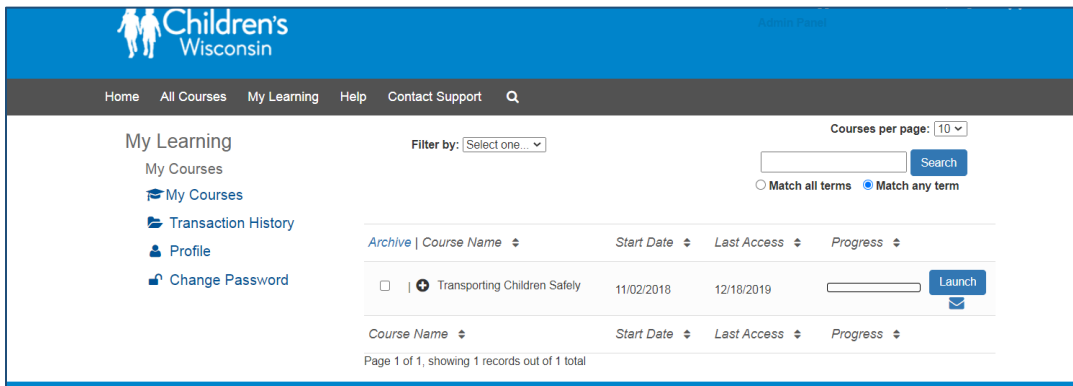 Children's
Wisconsin
Admin Panel
Home All Courses My Learning Help Contact Support
My Learning
My Courses
My Courses
Transaction History
Profile
Change Password
Filter by: Select one...
Courses per page: 10
Search
Match all terms Match any term
Archive | Course Name Start Date Last Access Progress
| Transporting Children Safely 11/02/2018 12/18/2019 Launch
Course Name Start Date Last Access Progress
Page 1 of 1, showing 1 records out of 1 total